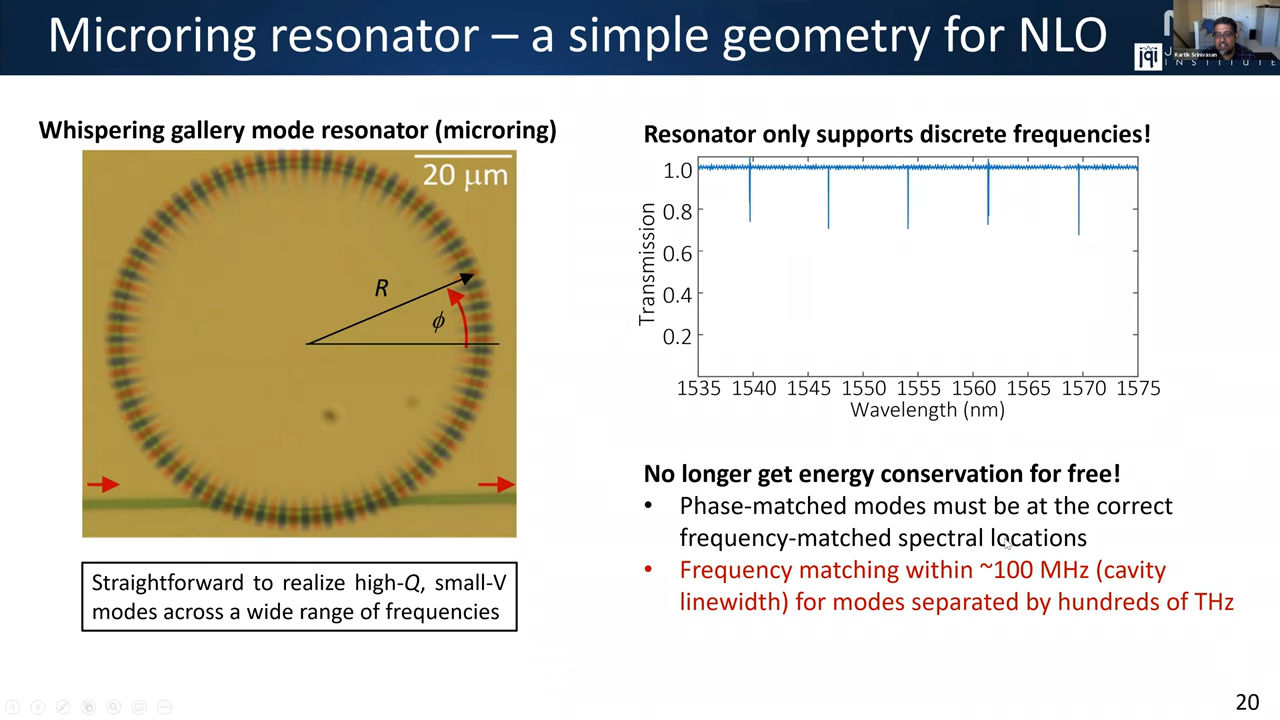 Microring resonator – a simple geometry for NLO
jqi
INSTITUTE
Kartik Srinivasan
Whispering gallery mode resonator (microring)
20 µm
R
ϕ
Straightforward to realize high-Q, small-V
modes across a wide range of frequencies
Resonator only supports discrete frequencies!
Transmission
1.0
0.8
0.6
0.4
0.2
1535 1540 1545 1550 1555 1560 1565 1570 1575
Wavelength (nm)
No longer get energy conservation for free!
• Phase-matched modes must be at the correct
frequency-matched spectral locations
• Frequency matching within ~100 MHz (cavity
linewidth) for modes separated by hundreds of THz
20